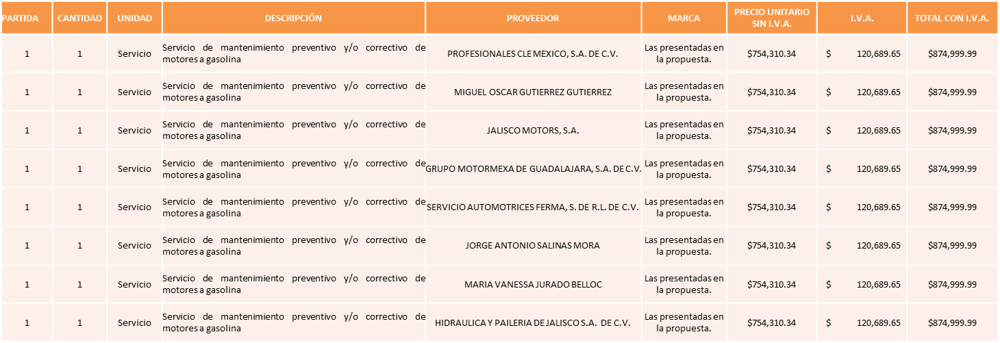 PARTIDA CANTIDAD UNIDAD DESCRIPCIÓN PROVEEDOR MARCA PRECIO UNITARIO SIN I.V.A. I.V.A. TOTAL CON I.V.A.
1 1 Servicio Servicio de mantenimiento preventivo y/o correctivo de motores a gasolina PROFESIONALES CLE MEXICO, S.A. DE C.V. Las presentadas en la propuesta. $754,310.34 $ 120,689.65 $874,999.99
1 1 Servicio Servicio de mantenimiento preventivo y/o correctivo de motores a gasolina MIGUEL OSCAR GUTIERREZ GUTIERREZ Las presentadas en la propuesta. $754,310.34 $ 120,689.65 $874,999.99
1 1 Servicio Servicio de mantenimiento preventivo y/o correctivo de motores a gasolina JALISCO MOTORS, S.A. Las presentadas en la propuesta. $754,310.34 $ 120,689.65 $874,999.99
1 1 Servicio Servicio de mantenimiento preventivo y/o correctivo de motores a gasolina GRUPO MOTORMEXA DE GUADALAJARA, S.A. DE C.V. Las presentadas en la propuesta. $754,310.34 $ 120,689.65 $874,999.99
1 1 Servicio Servicio de mantenimiento preventivo y/o correctivo de motores a gasolina SERVICIO AUTOMOTRICES FERMA, S. DE R.L. DE C.V. Las presentadas en la propuesta. $754,310.34 $ 120,689.65 $874,999.99
1 1 Servicio Servicio de mantenimiento preventivo y/o correctivo de motores a gasolina JORGE ANTONIO SALINAS MORA Las presentadas en la propuesta. $754,310.34 $ 120,689.65 $874,999.99
1 1 Servicio Servicio de mantenimiento preventivo y/o correctivo de motores a gasolina MARIA VANESSA JURADO BELLOC Las presentadas en la propuesta. $754,310.34 $ 120,689.65 $874,999.99
1 1 Servicio Servicio de mantenimiento preventivo y/o correctivo de motores a gasolina HIDRAULICA Y PAILERIA DE JALISCO S.A. DE C.V. Las presentadas en la propuesta. $754,310.34 $ 120,689.65 $874,999.99